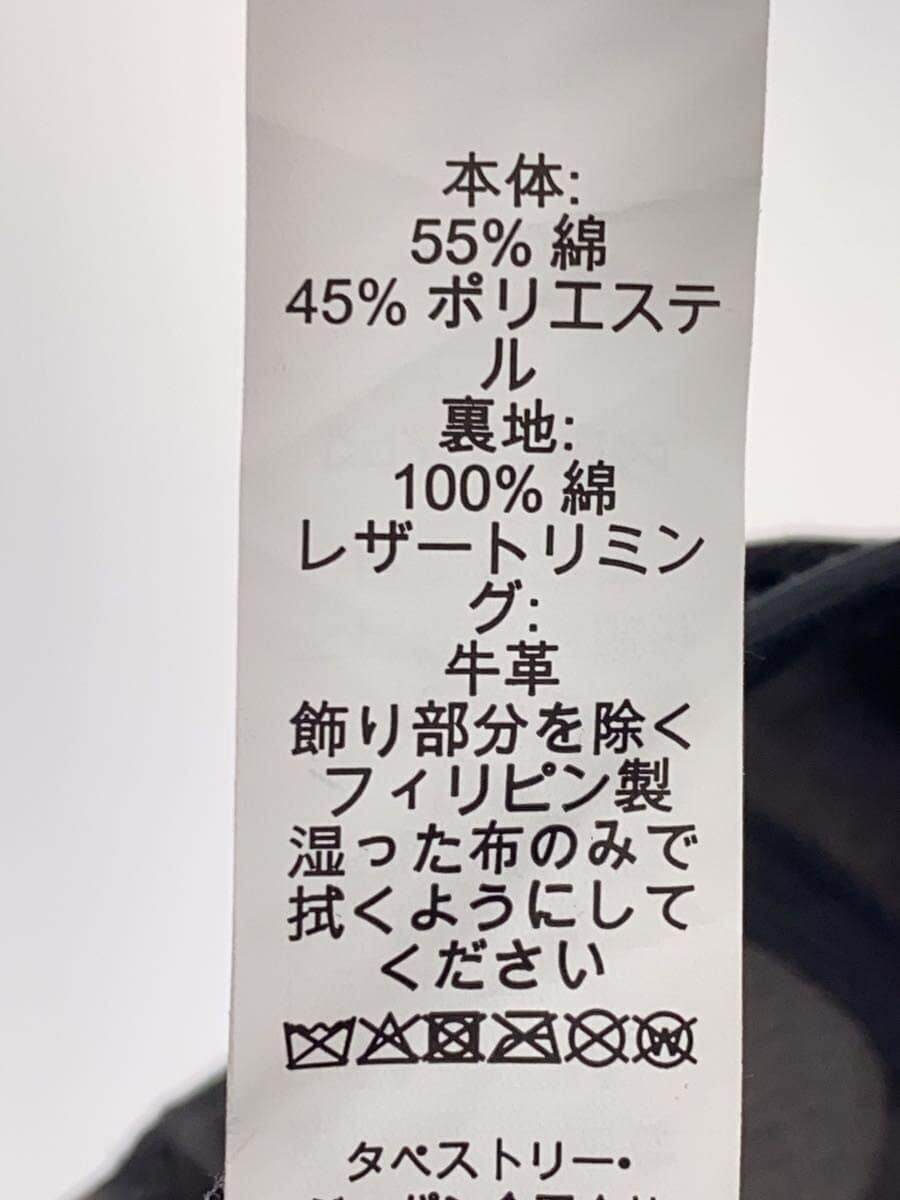 本体:
55% 綿
45% ポリエステ
ル
裏地:
100% 綿
レザートリミン
グ:
牛革
飾り部分を除く
フィリピン製
湿った布のみで
拭くようにして
ください
タペストリー・